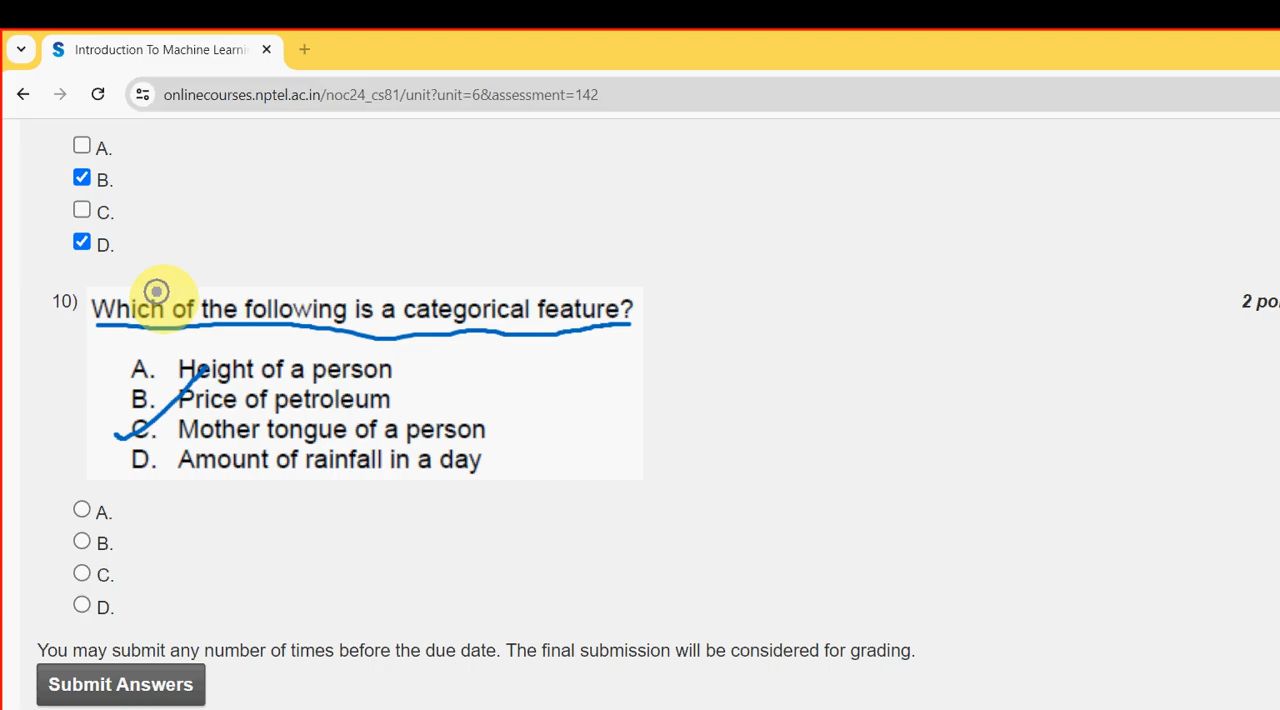 Introduction To Machine Learni
onlinecourses.nptel.ac.in/noc24_cs81/unit?unit=6&assessment=142
A.
B.
C.
D.
10) Which of the following is a categorical feature? 2 po
A. Height of a person
B. Price of petroleum
C. Mother tongue of a person
D. Amount of rainfall in a day
A.
B.
C.
D.
You may submit any number of times before the due date. The final submission will be considered for grading.
Submit Answers